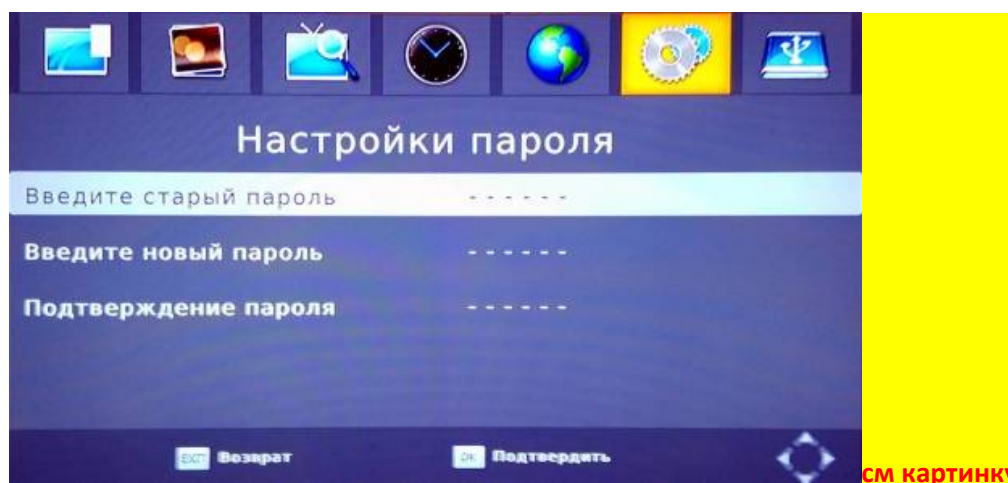 Настройки пароля
Введите старый пароль ------
Введите новый пароль ------
Подтверждение пароля ------
EXIT Возврат OK Подтвердить
см картинку